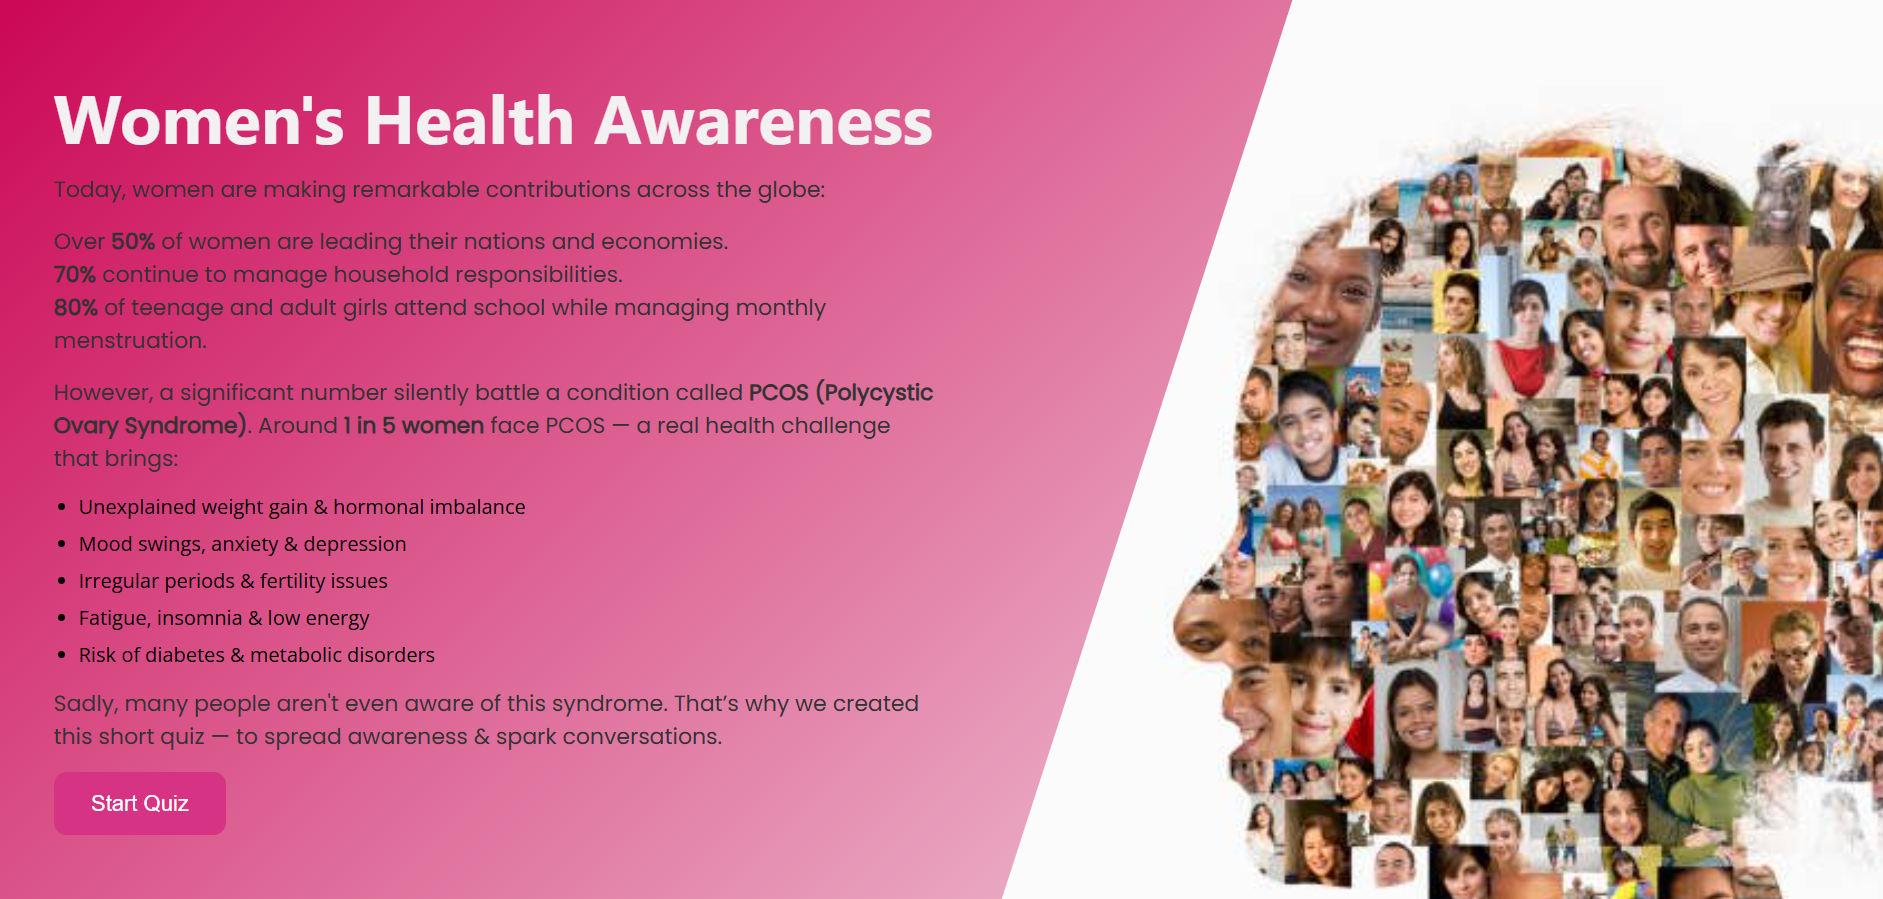 Women's Health Awareness
Today, women are making remarkable contributions across the globe:
Over 50% of women are leading their nations and economies.
70% continue to manage household responsibilities.
80% of teenage and adult girls attend school while managing monthly
menstruation.
However, a significant number silently battle a condition called PCOS (Polycystic
Ovary Syndrome). Around 1 in 5 women face PCOS — a real health challenge
that brings:
• Unexplained weight gain & hormonal imbalance
• Mood swings, anxiety & depression
• Irregular periods & fertility issues
• Fatigue, insomnia & low energy
• Risk of diabetes & metabolic disorders
Sadly, many people aren't even aware of this syndrome. That’s why we created
this short quiz — to spread awareness & spark conversations.
Start Quiz